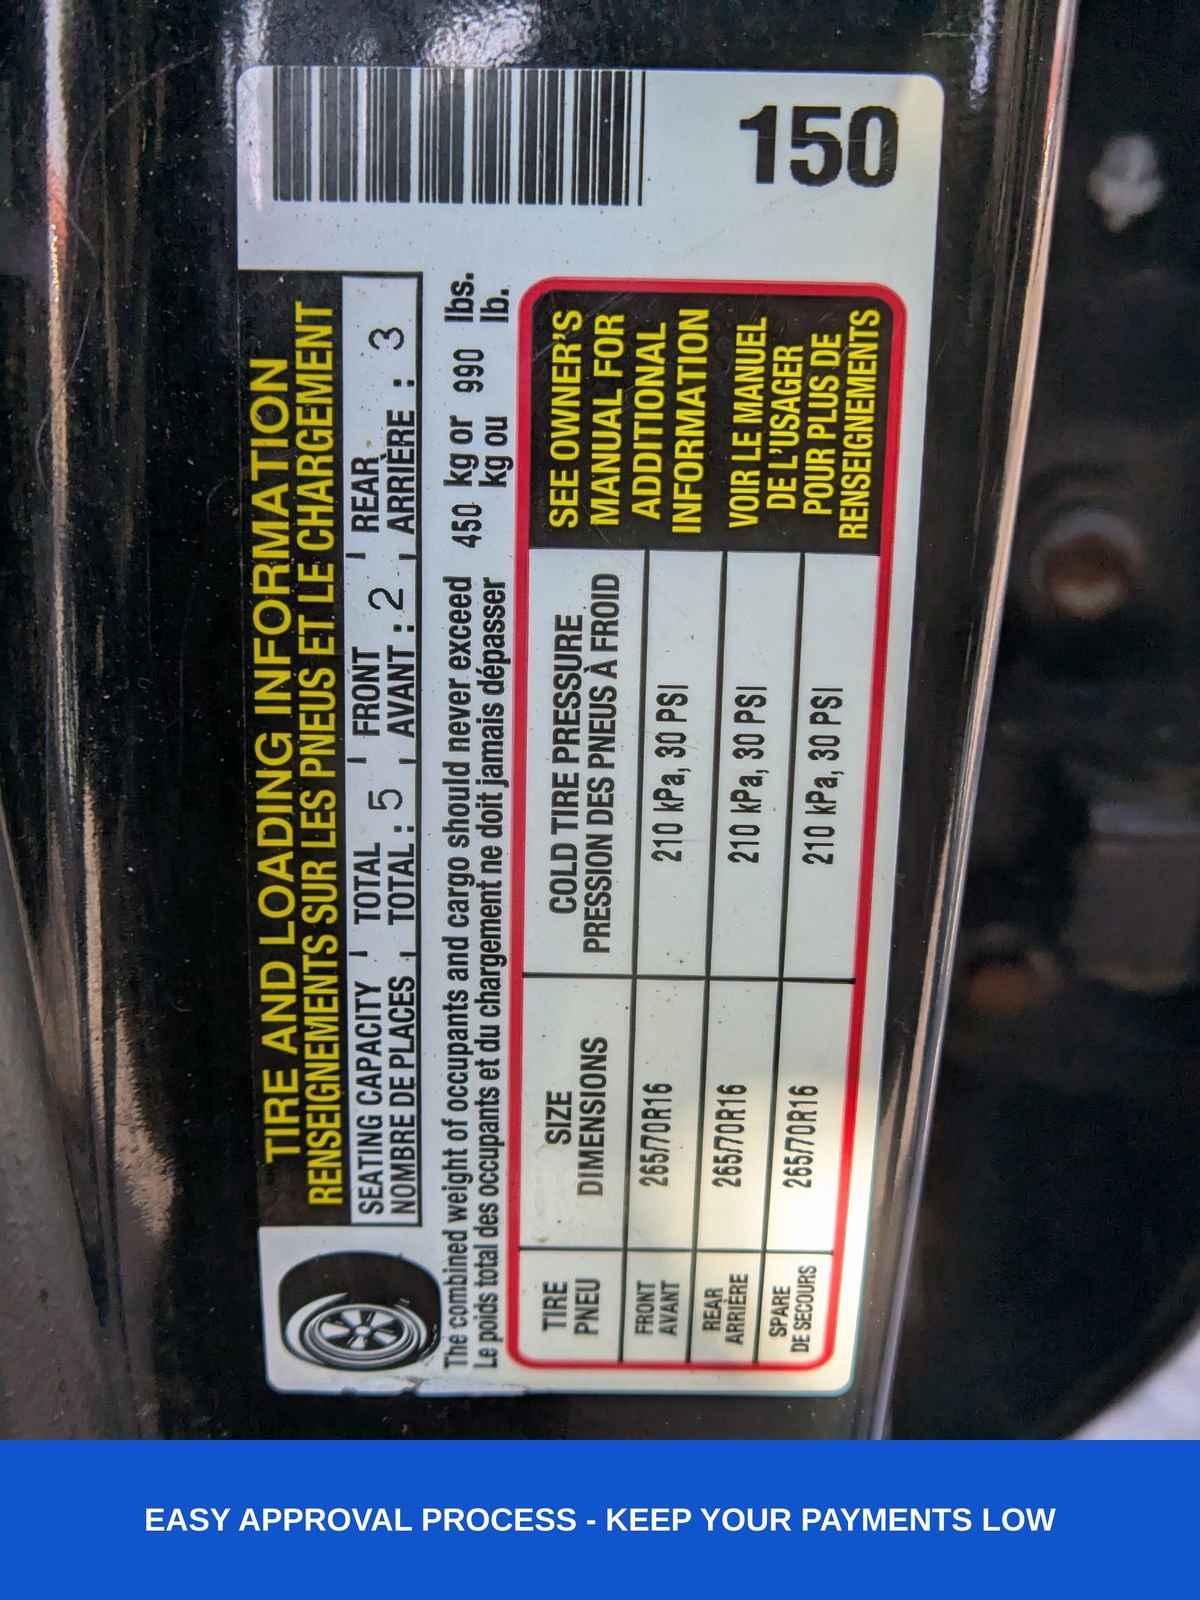 150
TIRE AND LOADING INFORMATION
RENSEIGNEMENTS SUR LES PNEUS ET LE CHARGEMENT
SEATING CAPACITY TOTAL FRONT REAR
NOMBRE DE PLACES TOTAL : 5 AVANT : 2 ARRIÈRE : 3
The combined weight of occupants and cargo should never exceed 450 kg or 990 lbs.
Le poids total des occupants et du chargement ne doit jamais dépasser kg ou lb.
TIRE SIZE COLD TIRE PRESSURE
PNEU DIMENSIONS PRESSION DES PNEUS À FROID
FRONT
AVANT 265/70R16 210 kPa, 30 PSI
REAR
ARRIÈRE 265/70R16 210 kPa, 30 PSI
SPARE
DE SECOURS 265/70R16 210 kPa, 30 PSI
SEE OWNER'S
MANUAL FOR
ADDITIONAL
INFORMATION
VOIR LE MANUEL
DE L'USAGER
POUR PLUS DE
RENSEIGNEMENTS
EASY APPROVAL PROCESS - KEEP YOUR PAYMENTS LOW